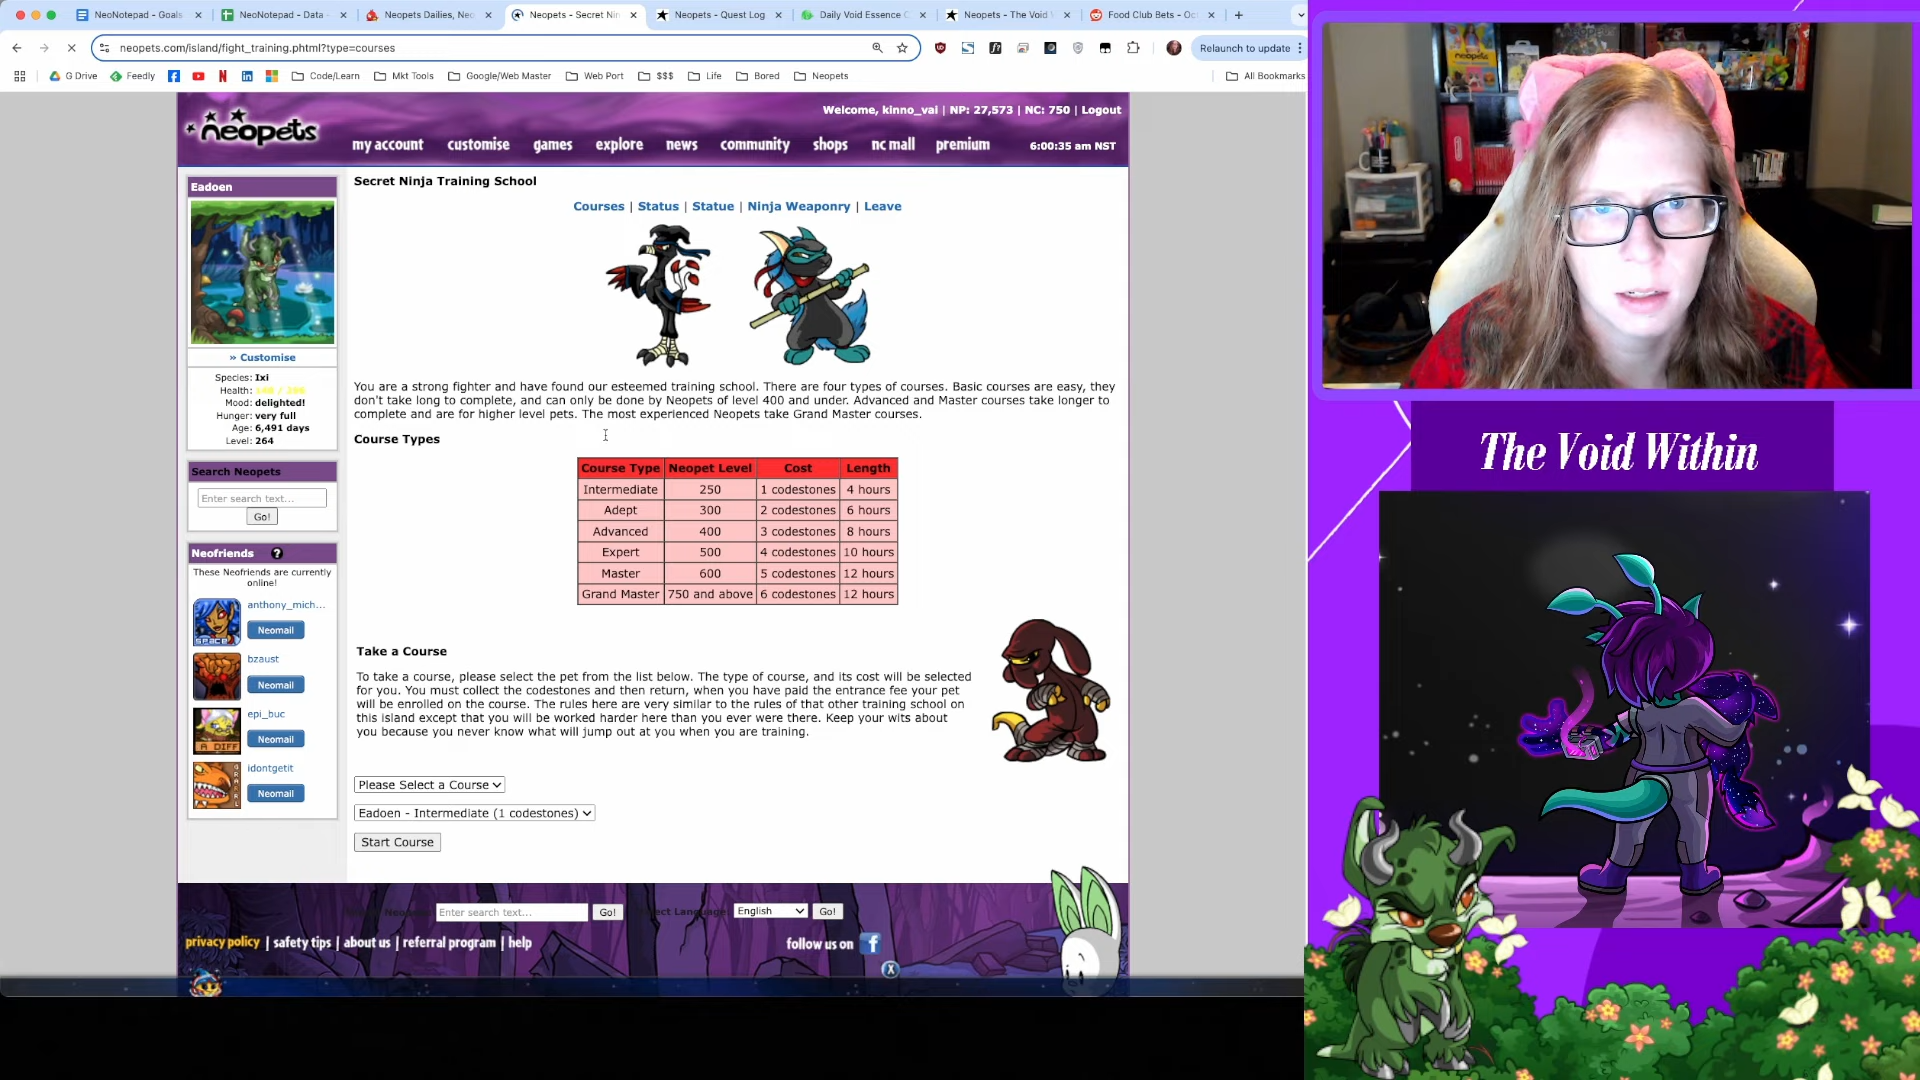 NeoNotepad - Goals
NeoNotepad - Data -
Neopets Dailies, Neo
Neopets - Secret Nin
Neopets - Quest Log
Daily Void Essence C
Neopets - The Void
Food Club Bets - Oc
neopets.com/island/fight_training.phtml?type=courses
Relaunch to update
G Drive
Feedly
Code/Learn
Mkt Tools
Google/Web Master
Web Port
$$$
Life
Bored
Neopets
All Bookmarks
neopets
Welcome, kinno_vai | NP: 27,573 | NC: 750 | Logout
my account customise games explore news community shops nc mall premium 6:00:35 am NST
Eadoen
» Customise
Species: Ixi
Health:
Mood: delighted!
Hunger: very full
Age: 6,491 days
Level: 264
Search Neopets
Enter search text...
Go!
Neofriends ?
These Neofriends are currently
online!
anthony_mich...
Neomail
SPACE
bzaust
Neomail
epi_buc
Neomail
A DIFF
idontgetit
Neomail
Secret Ninja Training School
Courses | Status | Statue | Ninja Weaponry | Leave
You are a strong fighter and have found our esteemed training school. There are four types of courses. Basic courses are easy, they
don't take long to complete, and can only be done by Neopets of level 400 and under. Advanced and Master courses take longer to
complete and are for higher level pets. The most experienced Neopets take Grand Master courses.
Course Types
Course Type Neopet Level Cost Length
Intermediate 250 1 codestones 4 hours
Adept 300 2 codestones 6 hours
Advanced 400 3 codestones 8 hours
Expert 500 4 codestones 10 hours
Master 600 5 codestones 12 hours
Grand Master 750 and above 6 codestones 12 hours
Take a Course
To take a course, please select the pet from the list below. The type of course, and its cost will be selected
for you. You must collect the codestones and then return, when you have paid the entrance fee your pet
will be enrolled on the course. The rules here are very similar to the rules of that other training school on
this island except that you will be worked harder here than you ever were there. Keep your wits about
you because you never know what will jump out at you when you are training.
Please Select a Course
Eadoen - Intermediate (1 codestones)
Start Course
Enter search text... Go! Select Language: English Go!
privacy policy | safety tips | about us | referral program | help
follow us on
X
The Void Within